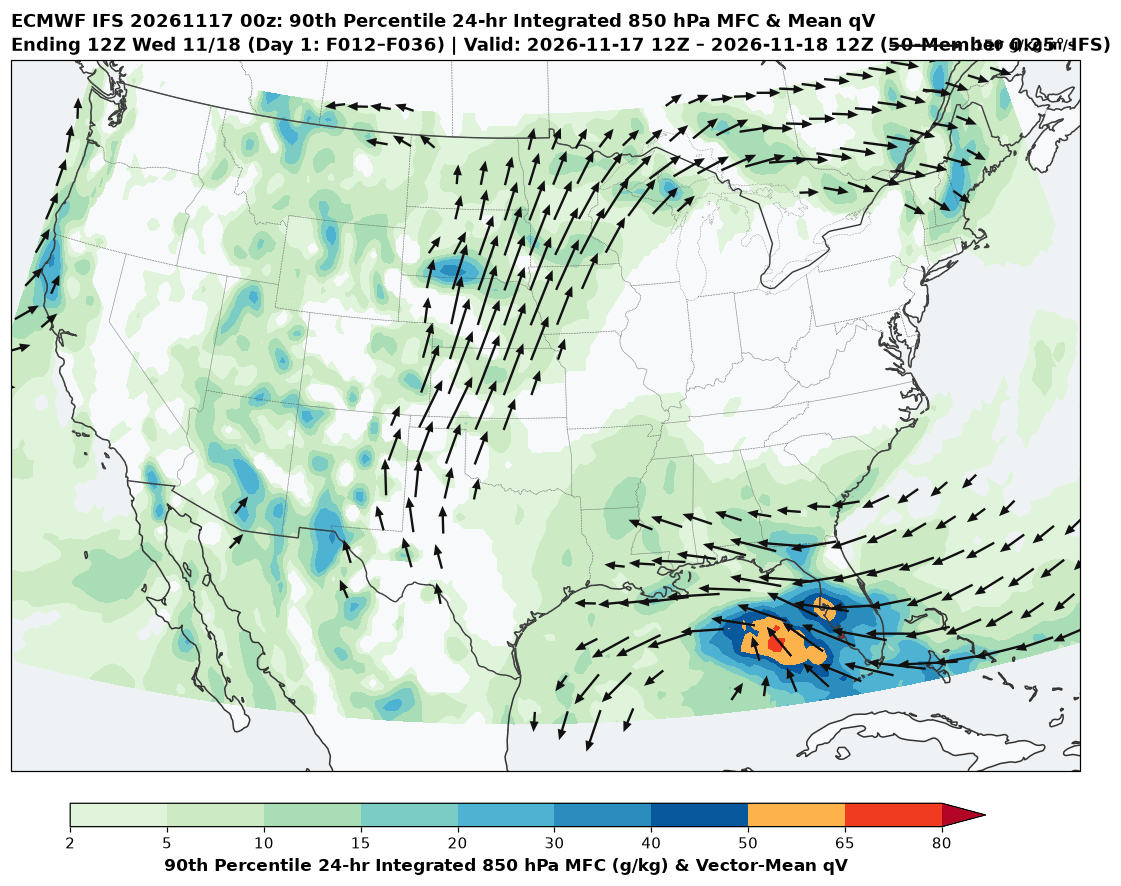 ECMWF IFS 20261117 00z: 90th Percentile 24-hr Integrated 850 hPa MFC & Mean qV
Ending 12Z Wed 11/18 (Day 1: F012–F036) | Valid: 2026-11-17 12Z – 2026-11-18 12Z (50-Member 0.25° IFS)
2 5 10 15 20 30 40 50 65 80
90th Percentile 24-hr Integrated 850 hPa MFC (g/kg) & Vector-Mean qV